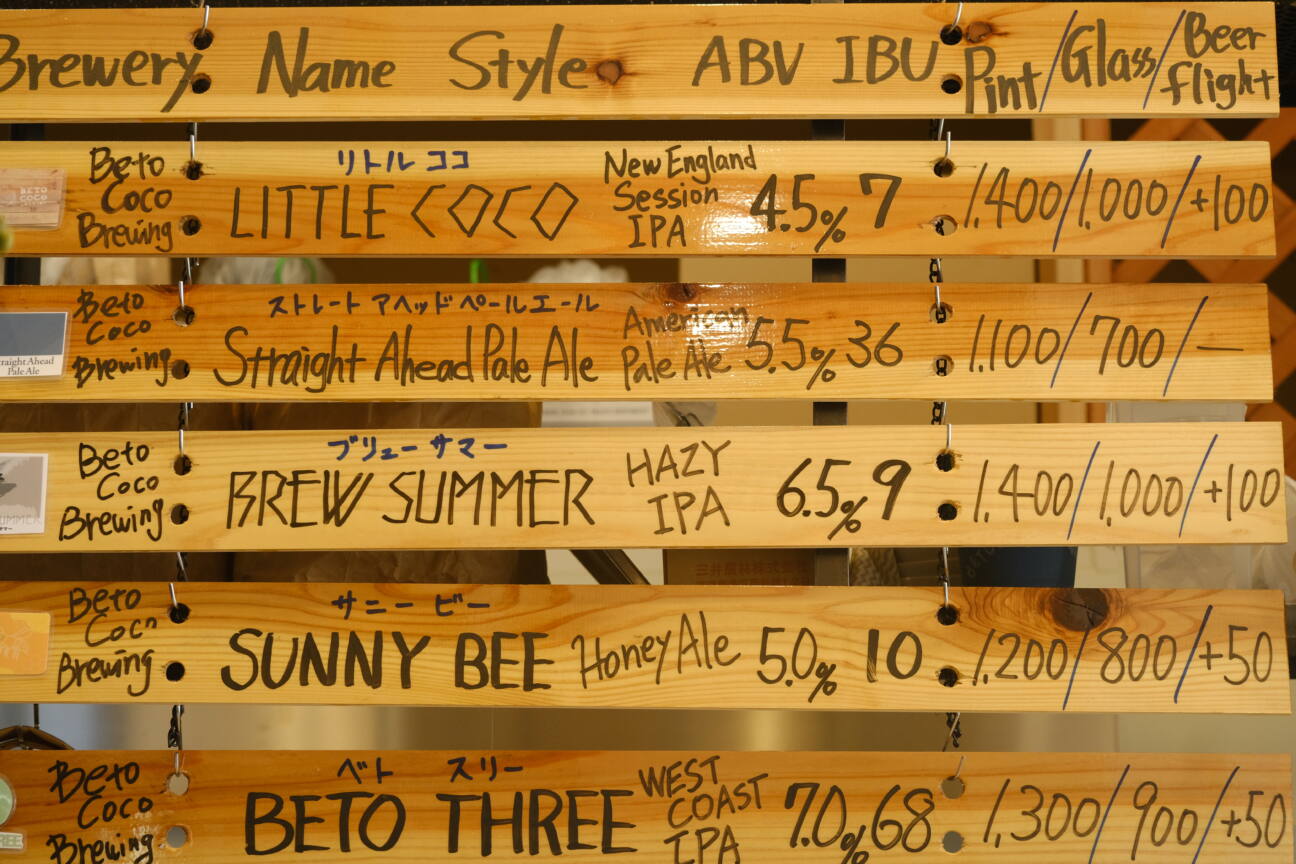 Brewery Name Style ABV IBU Pint/Glass/Beer flight
Beto Coco Brewing
リトル ココ
LITTLE COCO
New England Session IPA
4.5% 7 1,400/1,000/+100
BETO COCO
Beto Coco Brewing
ストレート アヘッド ペールエール
Straight Ahead Pale Ale
American Pale Ale
5.5% 36 1,100/700/—
traight Ahead
Pale Ale
Beto Coco Brewing
ブリュー サマー
BREW SUMMER
HAZY IPA
6.5% 9 1,400/1,000/+100
Beto Coco Brewing
サニー ビー
SUNNY BEE
Honey Ale
5.0% 10 1,200/800/+50
Beto Coco Brewing
ベト スリー
BETO THREE
WEST COAST IPA
7.0% 68 1,300/900/+50